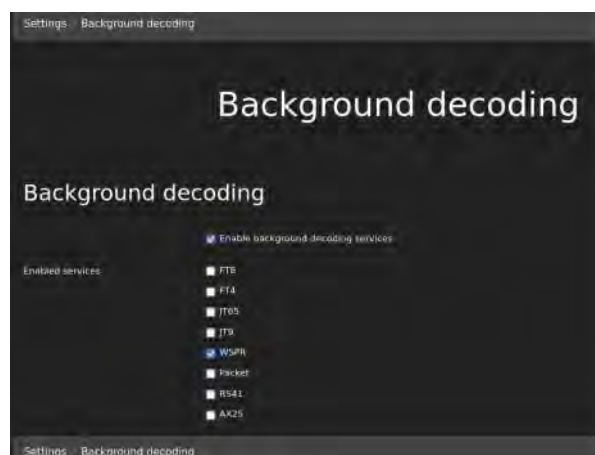 Settings Background decoding
Background decoding
Background decoding
Enable background decoding services
Enabled services
FT8
FT4
JT65
JT9
WSPR
Packet
RS41
AX25
Settings Background decoding